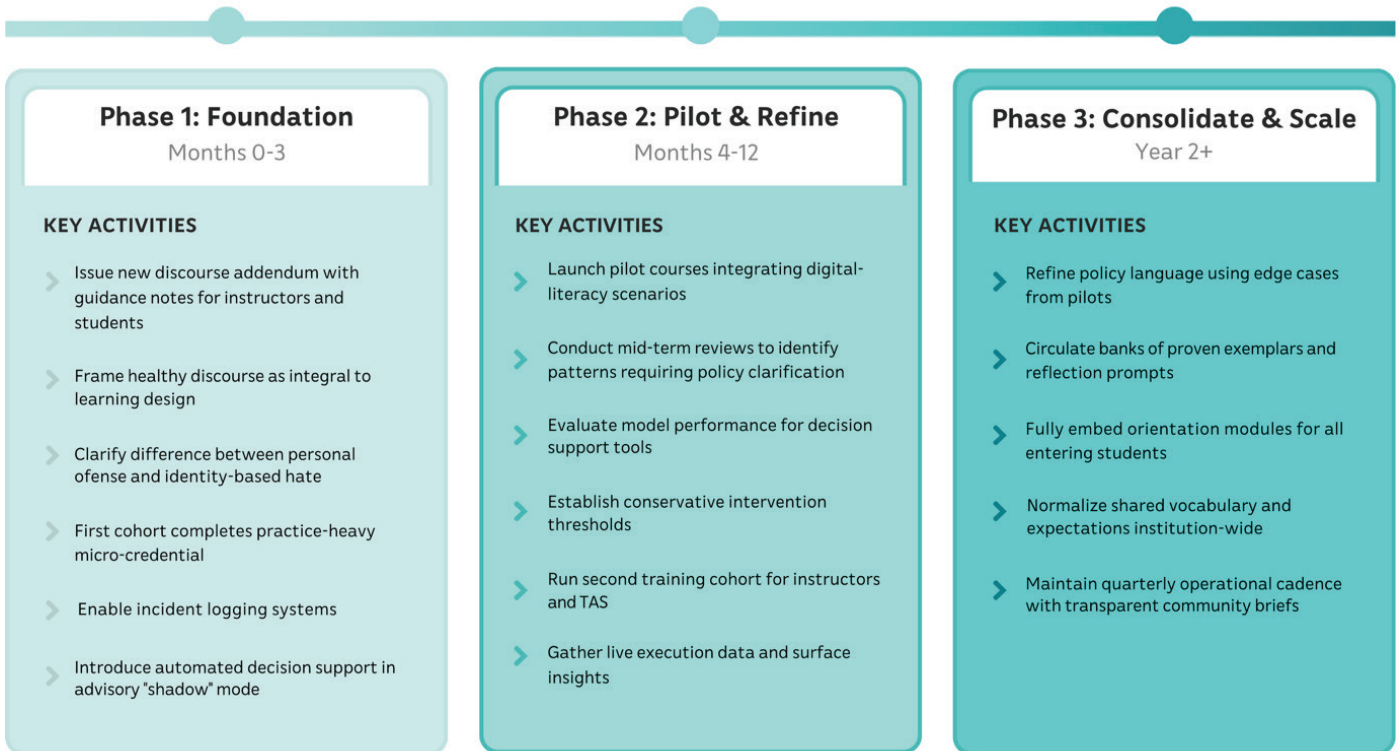 Phase 1: Foundation
Months 0-3
KEY ACTIVITIES
Issue new discourse addendum with
guidance notes for instructors and
students
Frame healthy discourse as integral to
learning design
Clarify difference between personal
ofense and identity-based hate
First cohort completes practice-heavy
micro-credential
Enable incident logging systems
Introduce automated decision support in
advisory "shadow" mode
Phase 2: Pilot & Refine
Months 4-12
KEY ACTIVITIES
Launch pilot courses integrating digital-
literacy scenarios
Conduct mid-term reviews to identify
patterns requiring policy clarification
Evaluate model performance for decision
support tools
Establish conservative intervention
thresholds
Run second training cohort for instructors
and TAS
Gather live execution data and surface
insights
Phase 3: Consolidate & Scale
Year 2+
KEY ACTIVITIES
Refine policy language using edge cases
from pilots
Circulate banks of proven exemplars and
reflection prompts
Fully embed orientation modules for all
entering students
Normalize shared vocabulary and
expectations institution-wide
Maintain quarterly operational cadence
with transparent community briefs